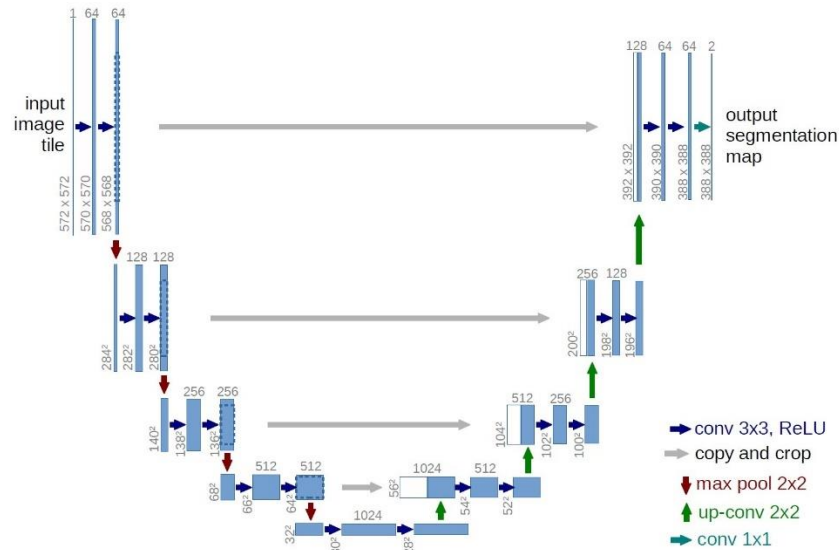 1 64 64
input
image
tile
572 x 572
570 x 570
568 x 568
128 64 64 2
output
segmentation
map
392 x 392
390 x 390
388 x 388
388 x 388
128 128
284²
282²
280²
256 128
200²
198²
196²
256 256
140²
138²
136²
512 256
104²
102²
100²
512 512
68²
66²
64²
1024 512
56²
54²
52²
1024
32²
conv 3x3, ReLU
copy and crop
max pool 2x2
up-conv 2x2
conv 1x1